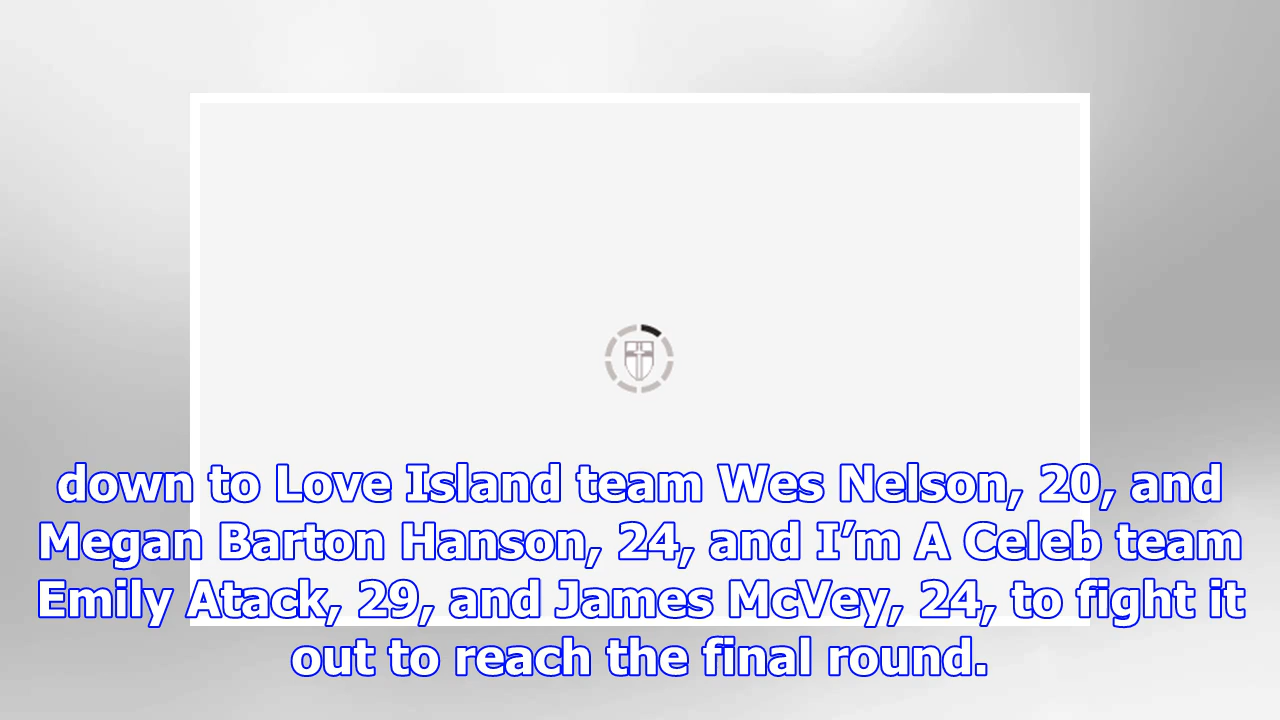 down to Love Island team Wes Nelson, 20, and
Megan Barton Hanson, 24, and I’m A Celeb team
Emily Atack, 29, and James McVey, 24, to fight it
out to reach the final round.